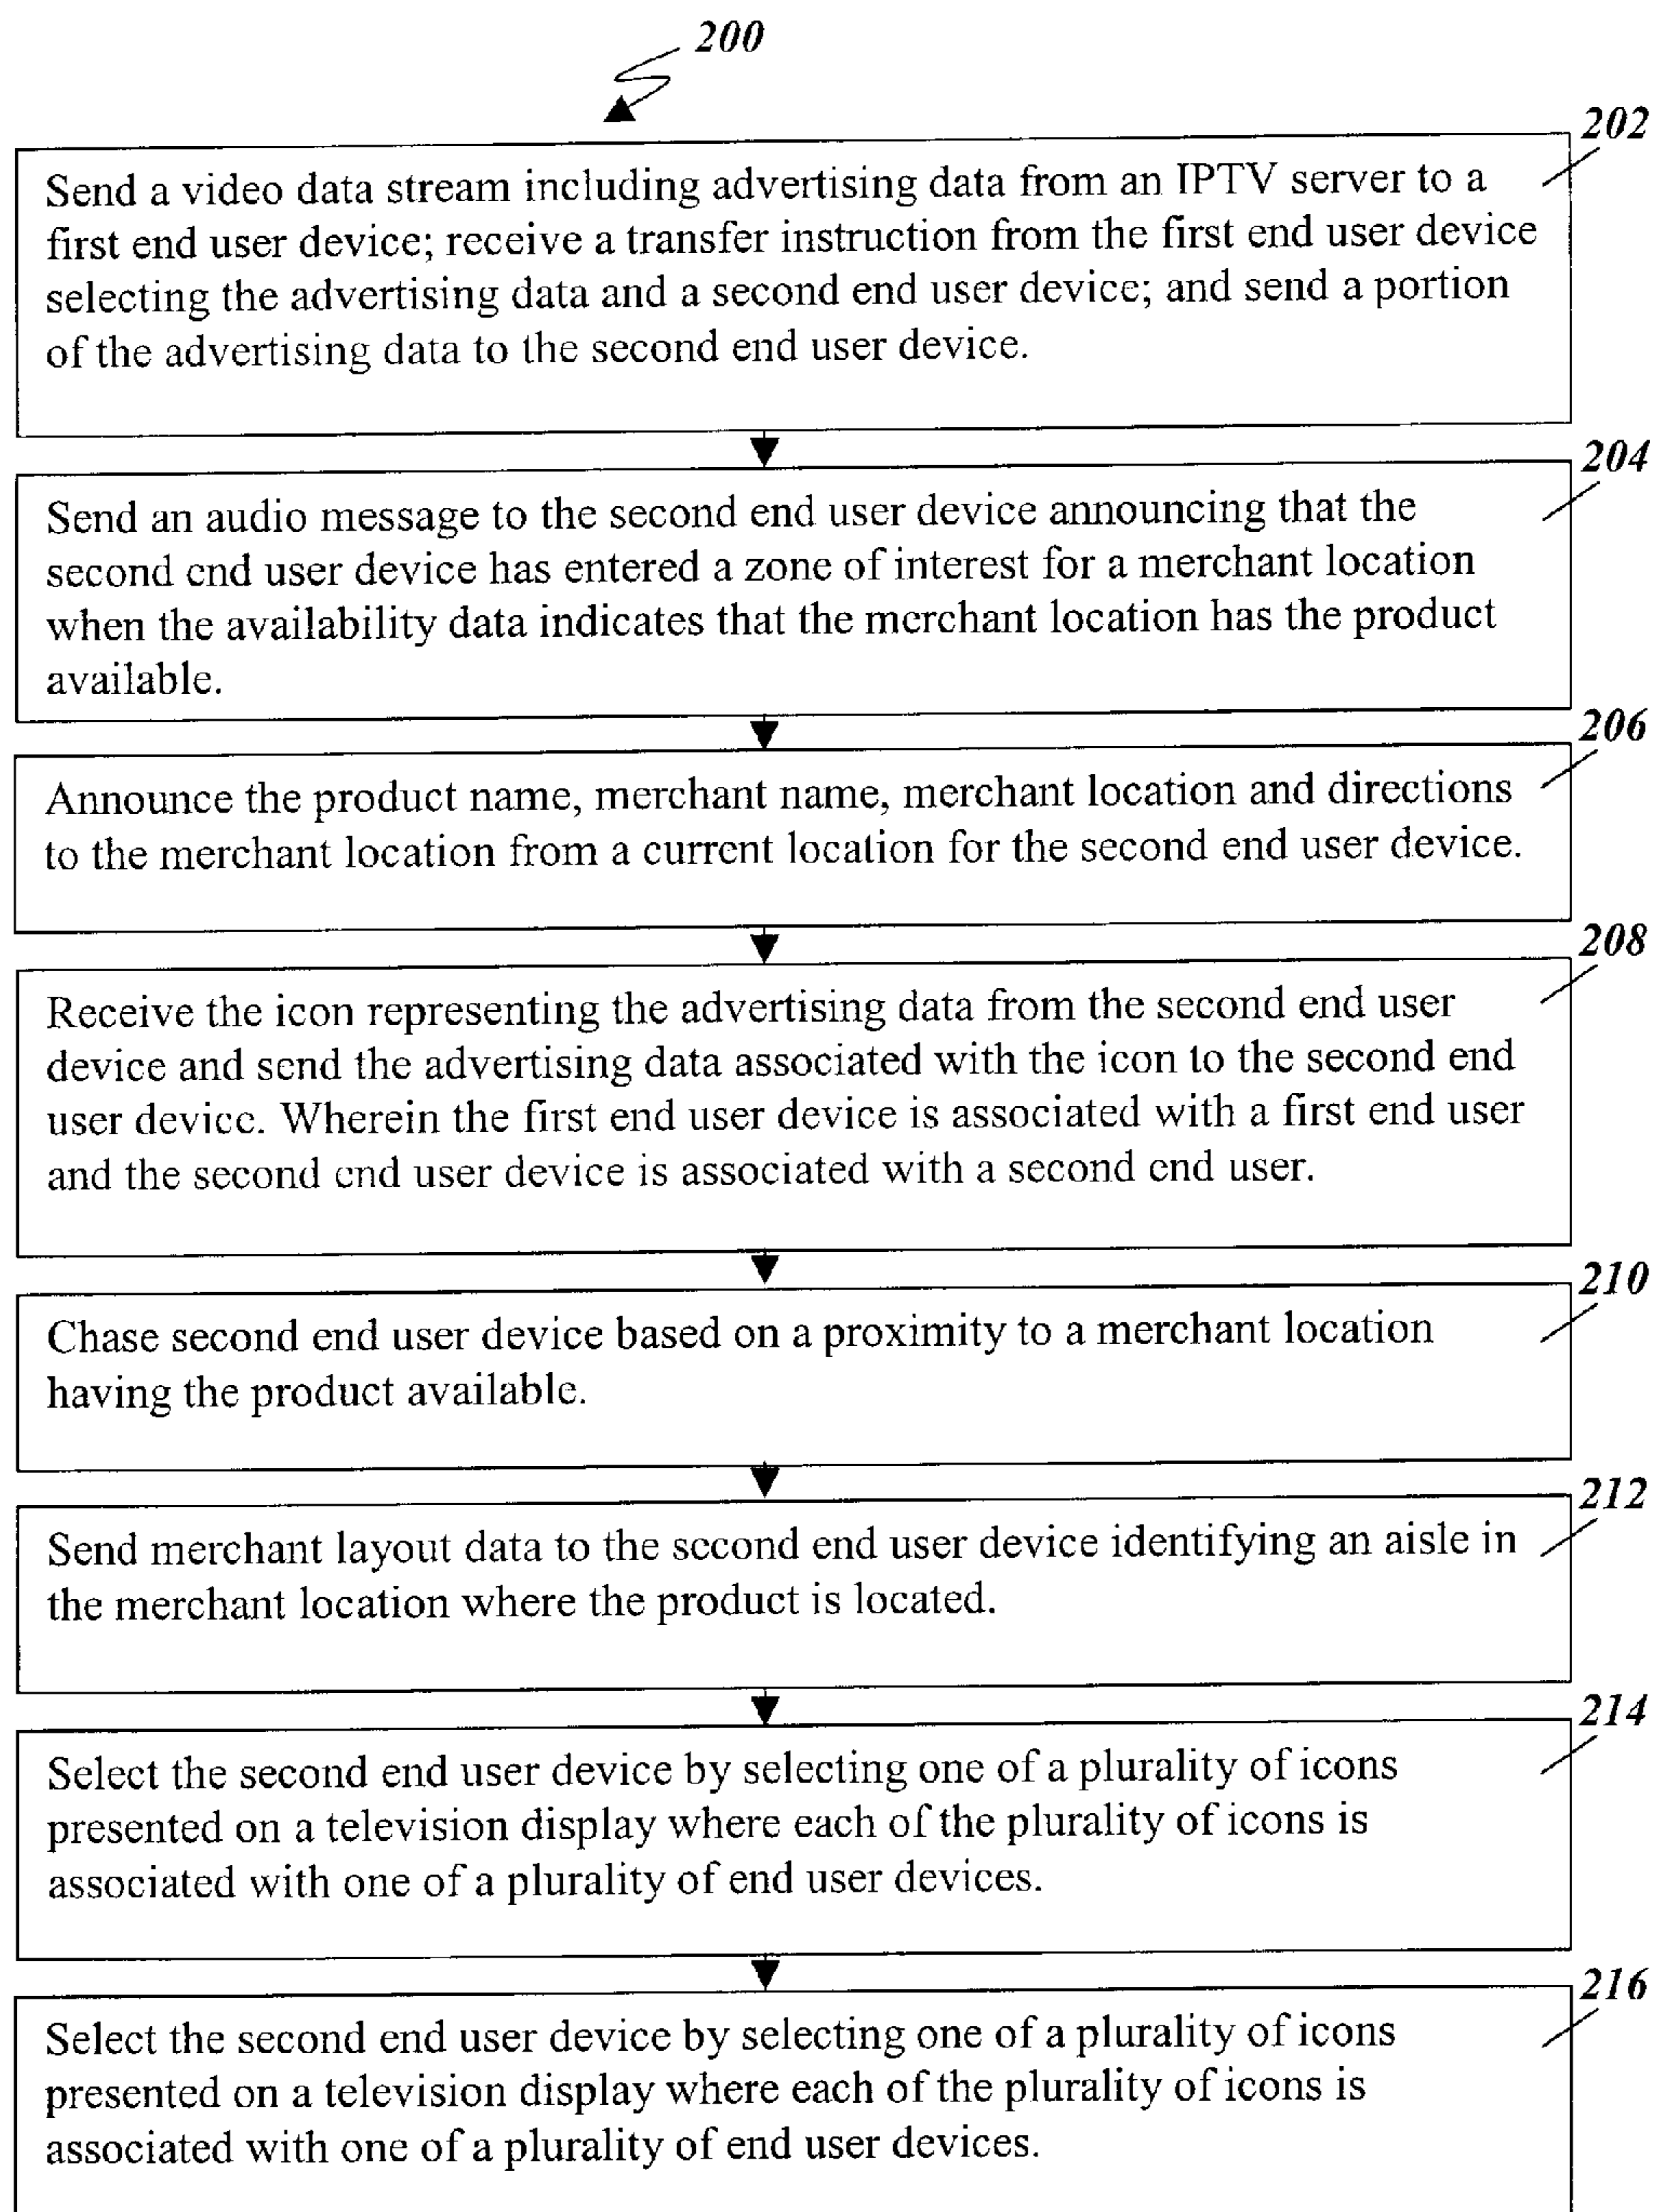 200
202
Send a video data stream including advertising data from an IPTV server to a
first end user device; receive a transfer instruction from the first end user device
selecting the advertising data and a second end user device; and send a portion
of the advertising data to the second end user device.
204
Send an audio message to the second end user device announcing that the
second end user device has entered a zone of interest for a merchant location
when the availability data indicates that the merchant location has the product
available.
206
Announce the product name, merchant name, merchant location and directions
to the merchant location from a current location for the second end user device.
208
Receive the icon representing the advertising data from the second end user
device and send the advertising data associated with the icon to the second end
user device. Wherein the first end user device is associated with a first end user
and the second end user device is associated with a second end user.
210
Chase second end user device based on a proximity to a merchant location
having the product available.
212
Send merchant layout data to the second end user device identifying an aisle in
the merchant location where the product is located.
214
Select the second end user device by selecting one of a plurality of icons
presented on a television display where each of the plurality of icons is
associated with one of a plurality of end user devices.
216
Select the second end user device by selecting one of a plurality of icons
presented on a television display where each of the plurality of icons is
associated with one of a plurality of end user devices.